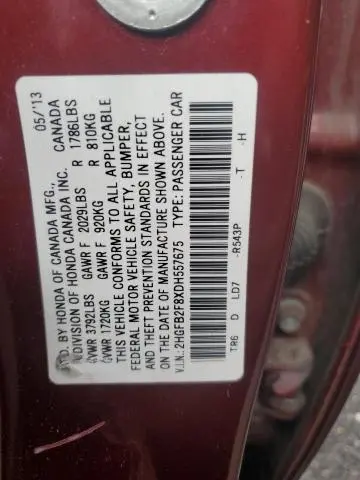 MFD. BY HONDA OF CANADA MFG., 05/'13
A DIVISION OF HONDA CANADA INC. CANADA
GVWR 3792LBS GAWR F 2029LBS R 1786LBS
GVWR 1720KG GAWR F 920KG R 810KG
THIS VEHICLE CONFORMS TO ALL APPLICABLE
FEDERAL MOTOR VEHICLE SAFETY, BUMPER,
AND THEFT PREVENTION STANDARDS IN EFFECT
ON THE DATE OF MANUFACTURE SHOWN ABOVE.
V.I.N.: 2HGFB2F8XDH557675 TYPE: PASSENGER CAR
TR6 D LD7 -R543P -T -H